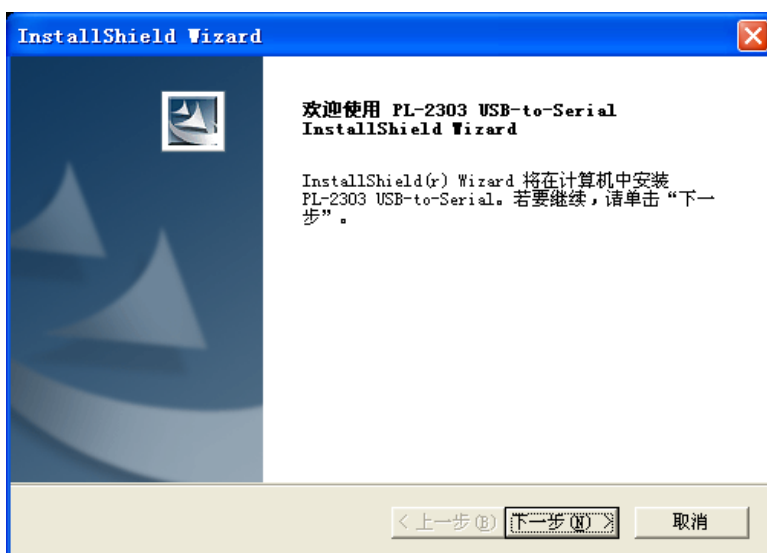 InstallShield Wizard
欢迎使用 PL-2303 USB-to-Serial
InstallShield Wizard
InstallShield(r) Wizard 将在计算机中安装
PL-2303 USB-to-Serial。若要继续，请单击“下一
步”。
< 上一步(B) 下一步(N) > 取消